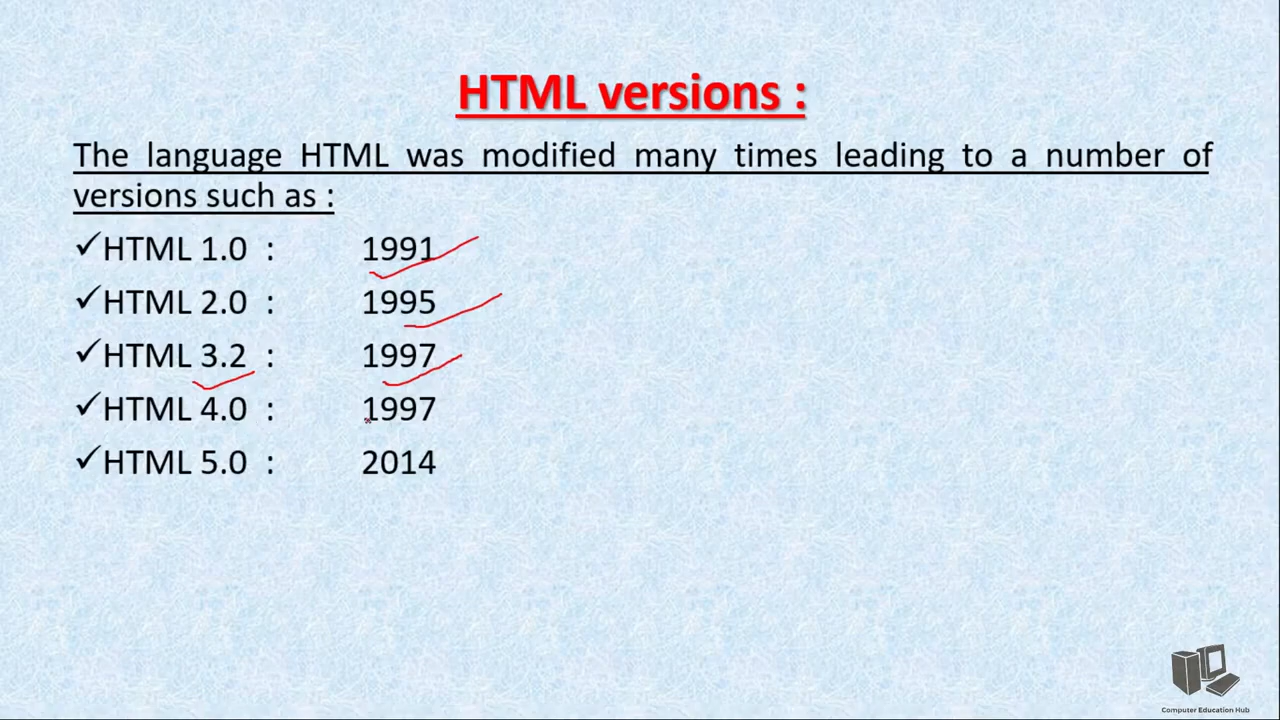 HTML versions :
The language HTML was modified many times leading to a number of
versions such as :
✓HTML 1.0 : 1991
✓HTML 2.0 : 1995
✓HTML 3.2 : 1997
✓HTML 4.0 : 1997
✓HTML 5.0 : 2014
Computer Education Hub